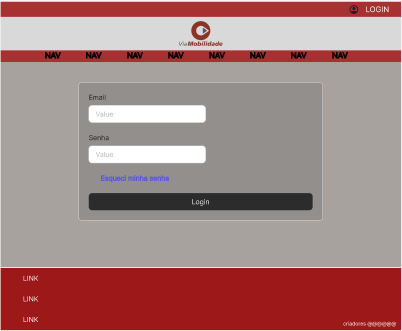 LOGIN
ViaMobilidade
NAV NAV NAV NAV NAV NAV NAV NAV
Email
Value
Senha
Value
Esqueci minha senha
Login
LINK
LINK
LINK
criadores @@@@@@